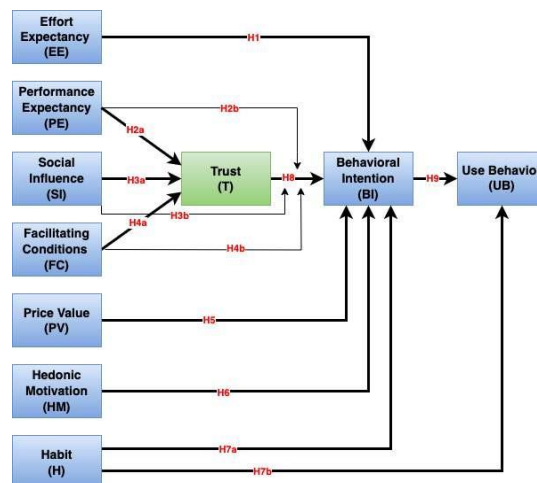 Effort
Expectancy
(EE)
H1
Performance
Expectancy
(PE)
H2b
H2a
Social
Influence
(SI)
H3a
Trust
(T)
H8
Behavioral
Intention
(BI)
H9
Use Behavior
(UB)
H3b
H4a
Facilitating
Conditions
(FC)
H4b
Price Value
(PV)
H5
Hedonic
Motivation
(HM)
H6
Habit
(H)
H7a
H7b